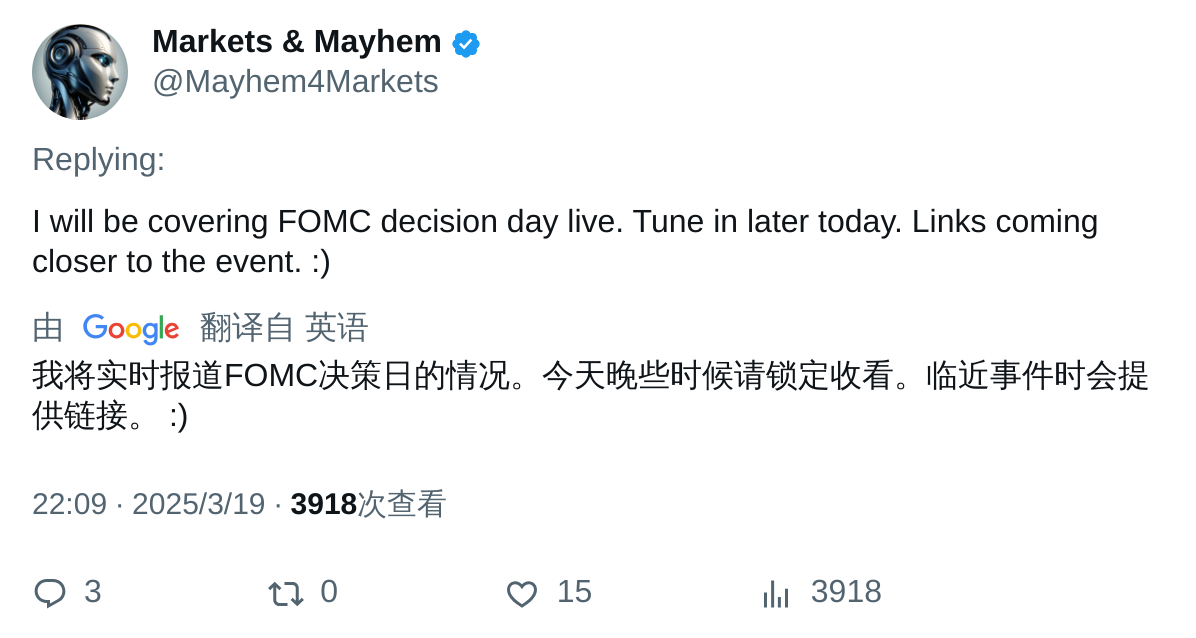 Markets & Mayhem
@Mayhem4Markets
Replying:
I will be covering FOMC decision day live. Tune in later today. Links coming
closer to the event. :)
由 Google 翻译自 英语
我将实时报道FOMC决策日的情况。今天晚些时候请锁定收看。临近事件时会提
供链接。 :)
22:09 · 2025/3/19 · 3918次查看
3 0 15 3918